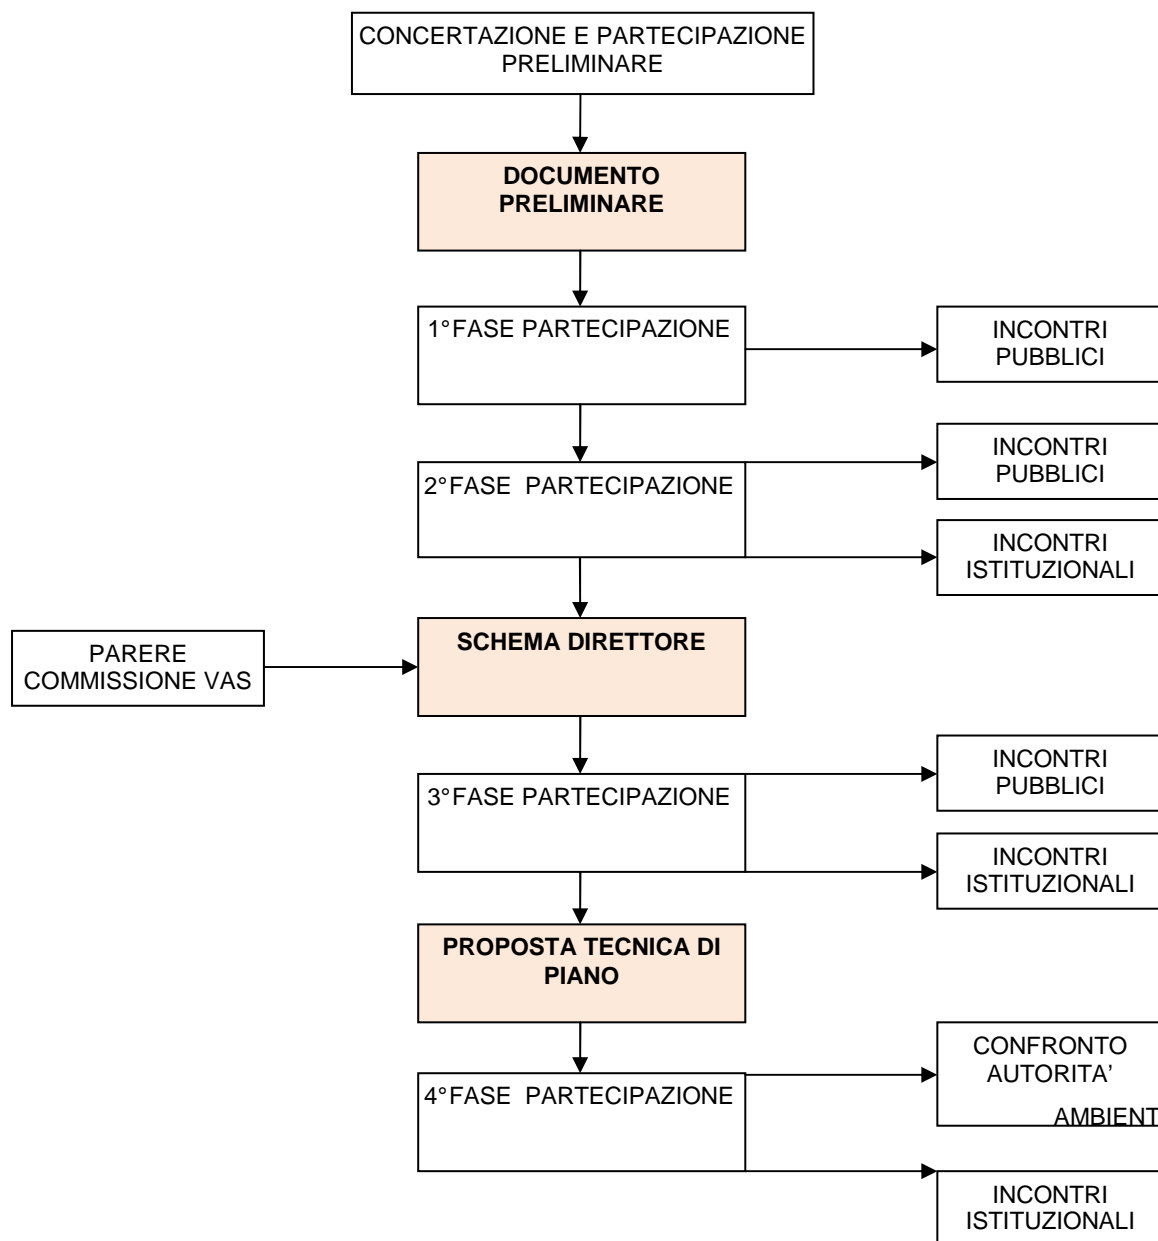 CONCERTAZIONE E PARTECIPAZIONE
PRELIMINARE
DOCUMENTO
PRELIMINARE
1°FASE PARTECIPAZIONE
INCONTRI
PUBBLICI
2°FASE PARTECIPAZIONE
INCONTRI
PUBBLICI
INCONTRI
ISTITUZIONALI
PARERE
COMMISSIONE VAS
SCHEMA DIRETTORE
3°FASE PARTECIPAZIONE
INCONTRI
PUBBLICI
INCONTRI
ISTITUZIONALI
PROPOSTA TECNICA DI
PIANO
4°FASE PARTECIPAZIONE
CONFRONTO
AUTORITA’
AMBIENT
INCONTRI
ISTITUZIONALI